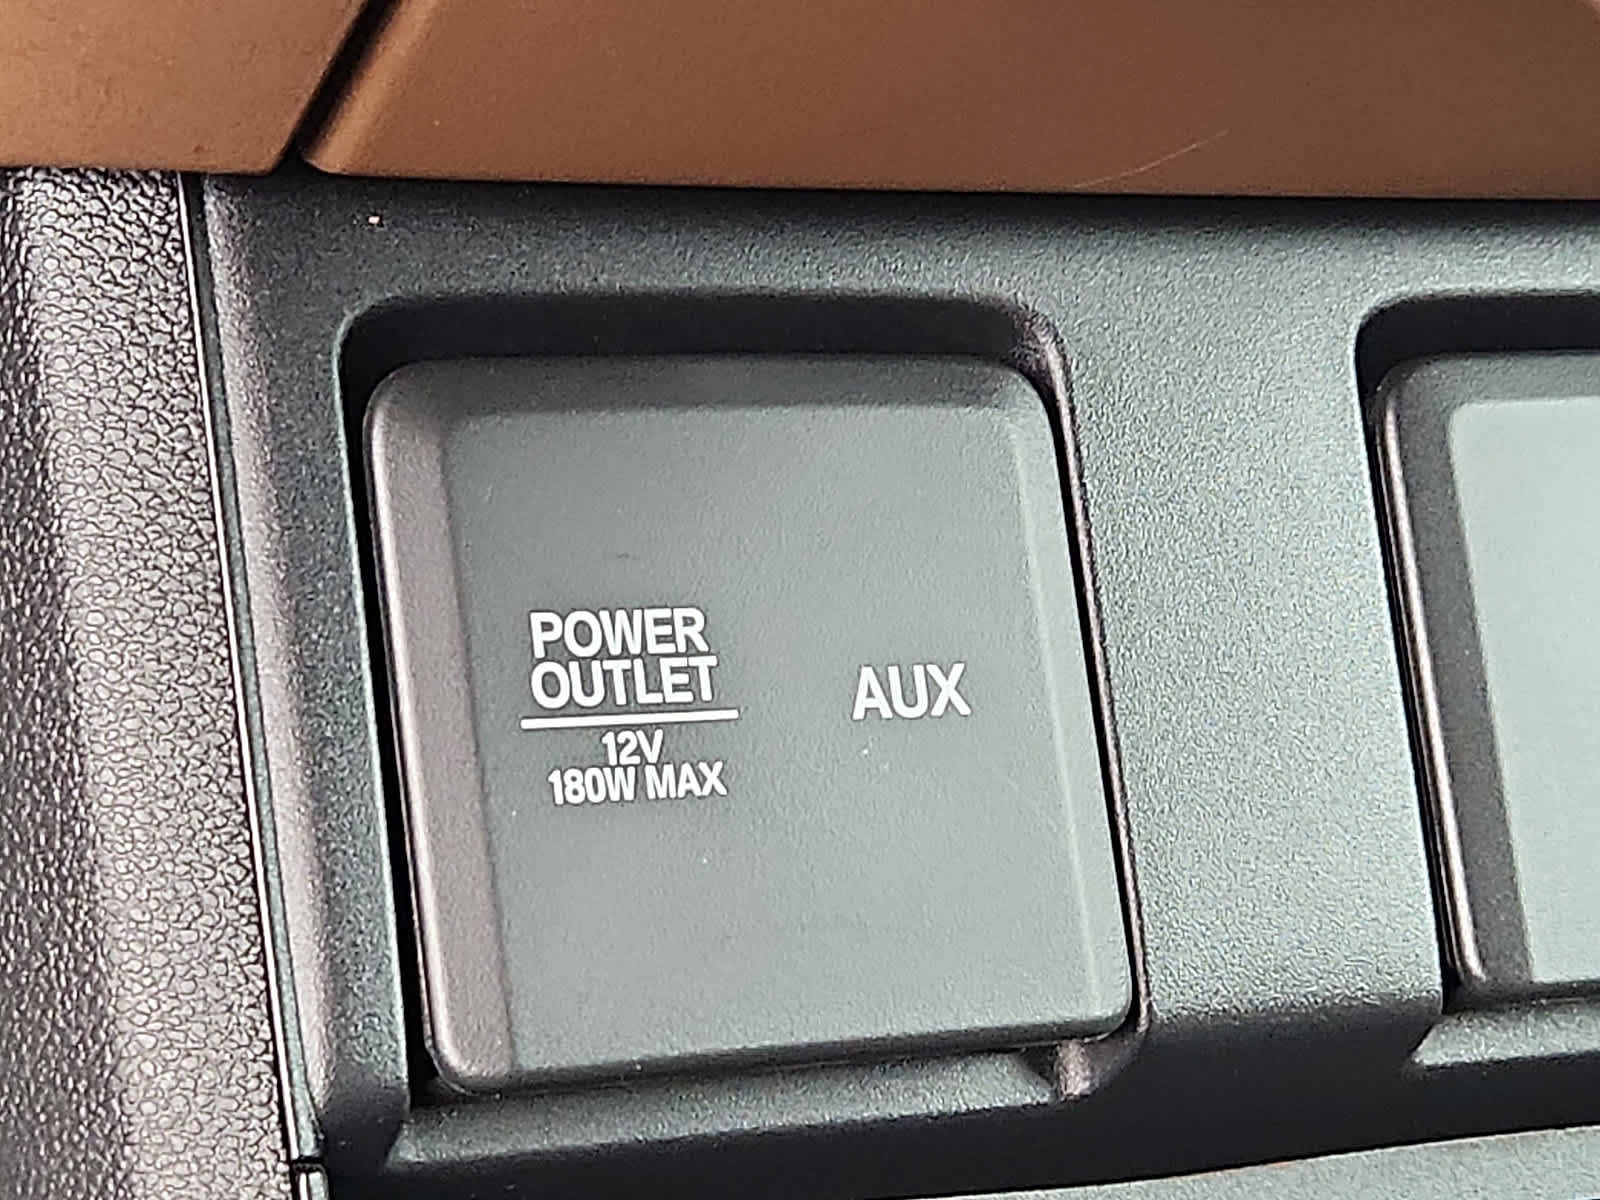 POWER
OUTLET
12V
180W MAX
AUX